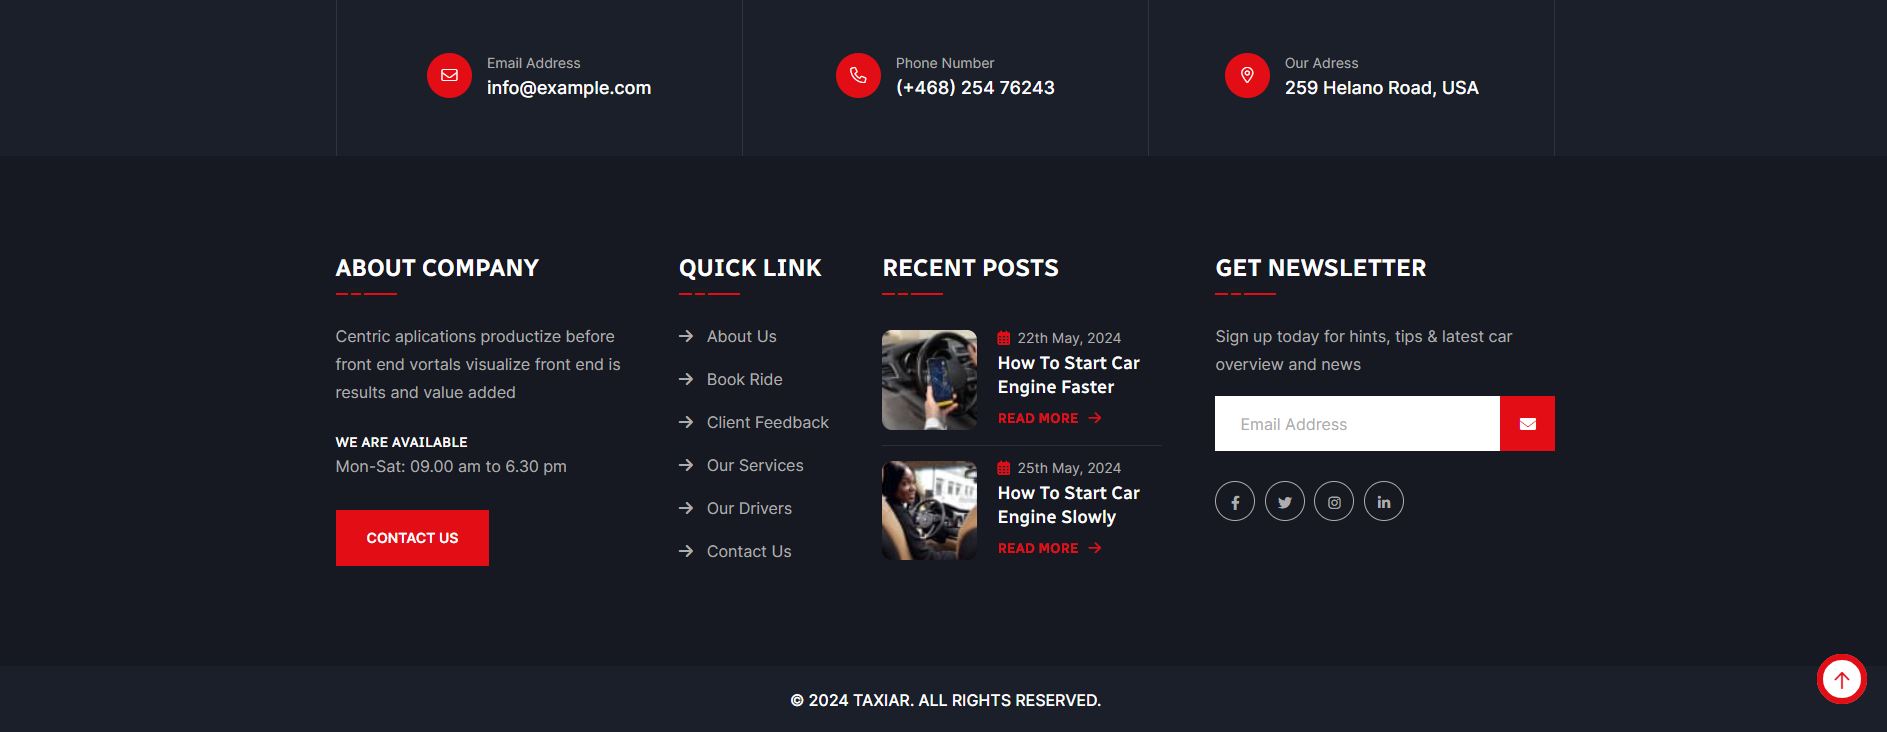 Email Address
info@example.com
Phone Number
(+468) 254 76243
Our Adress
259 Helano Road, USA
ABOUT COMPANY
Centric aplications productize before
front end vortals visualize front end is
results and value added
WE ARE AVAILABLE
Mon-Sat: 09.00 am to 6.30 pm
CONTACT US
QUICK LINK
About Us
Book Ride
Client Feedback
Our Services
Our Drivers
Contact Us
RECENT POSTS
22th May, 2024
How To Start Car
Engine Faster
READ MORE
25th May, 2024
How To Start Car
Engine Slowly
READ MORE
GET NEWSLETTER
Sign up today for hints, tips & latest car
overview and news
Email Address
© 2024 TAXIAR. ALL RIGHTS RESERVED.